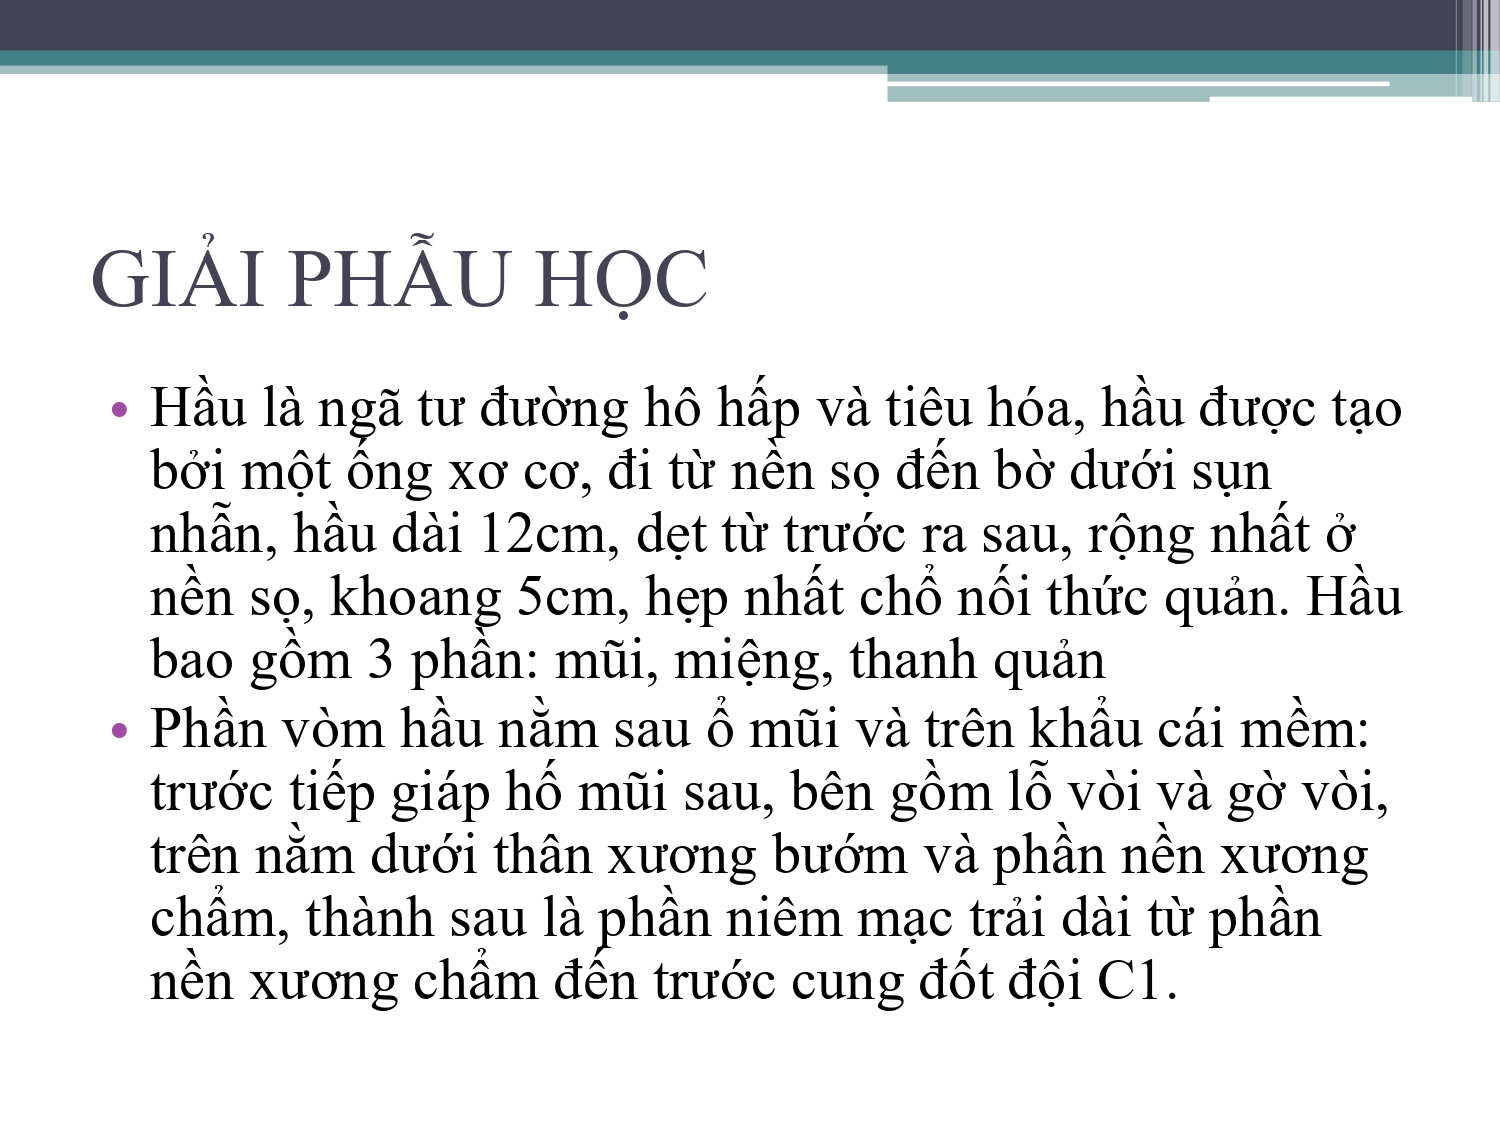 GIẢI PHẪU HỌC
• Hầu là ngã tư đường hô hấp và tiêu hóa, hầu được tạo
bởi một ống xơ cơ, đi từ nền sọ đến bờ dưới sụn
nhẫn, hầu dài 12cm, dẹt từ trước ra sau, rộng nhất ở
nền sọ, khoang 5cm, hẹp nhất chổ nối thức quản. Hầu
bao gồm 3 phần: mũi, miệng, thanh quản
• Phần vòm hầu nằm sau ổ mũi và trên khẩu cái mềm:
trước tiếp giáp hố mũi sau, bên gồm lỗ vòi và gờ vòi,
trên nằm dưới thân xương bướm và phần nền xương
chẩm, thành sau là phần niêm mạc trải dài từ phần
nền xương chẩm đến trước cung đốt đội C1.